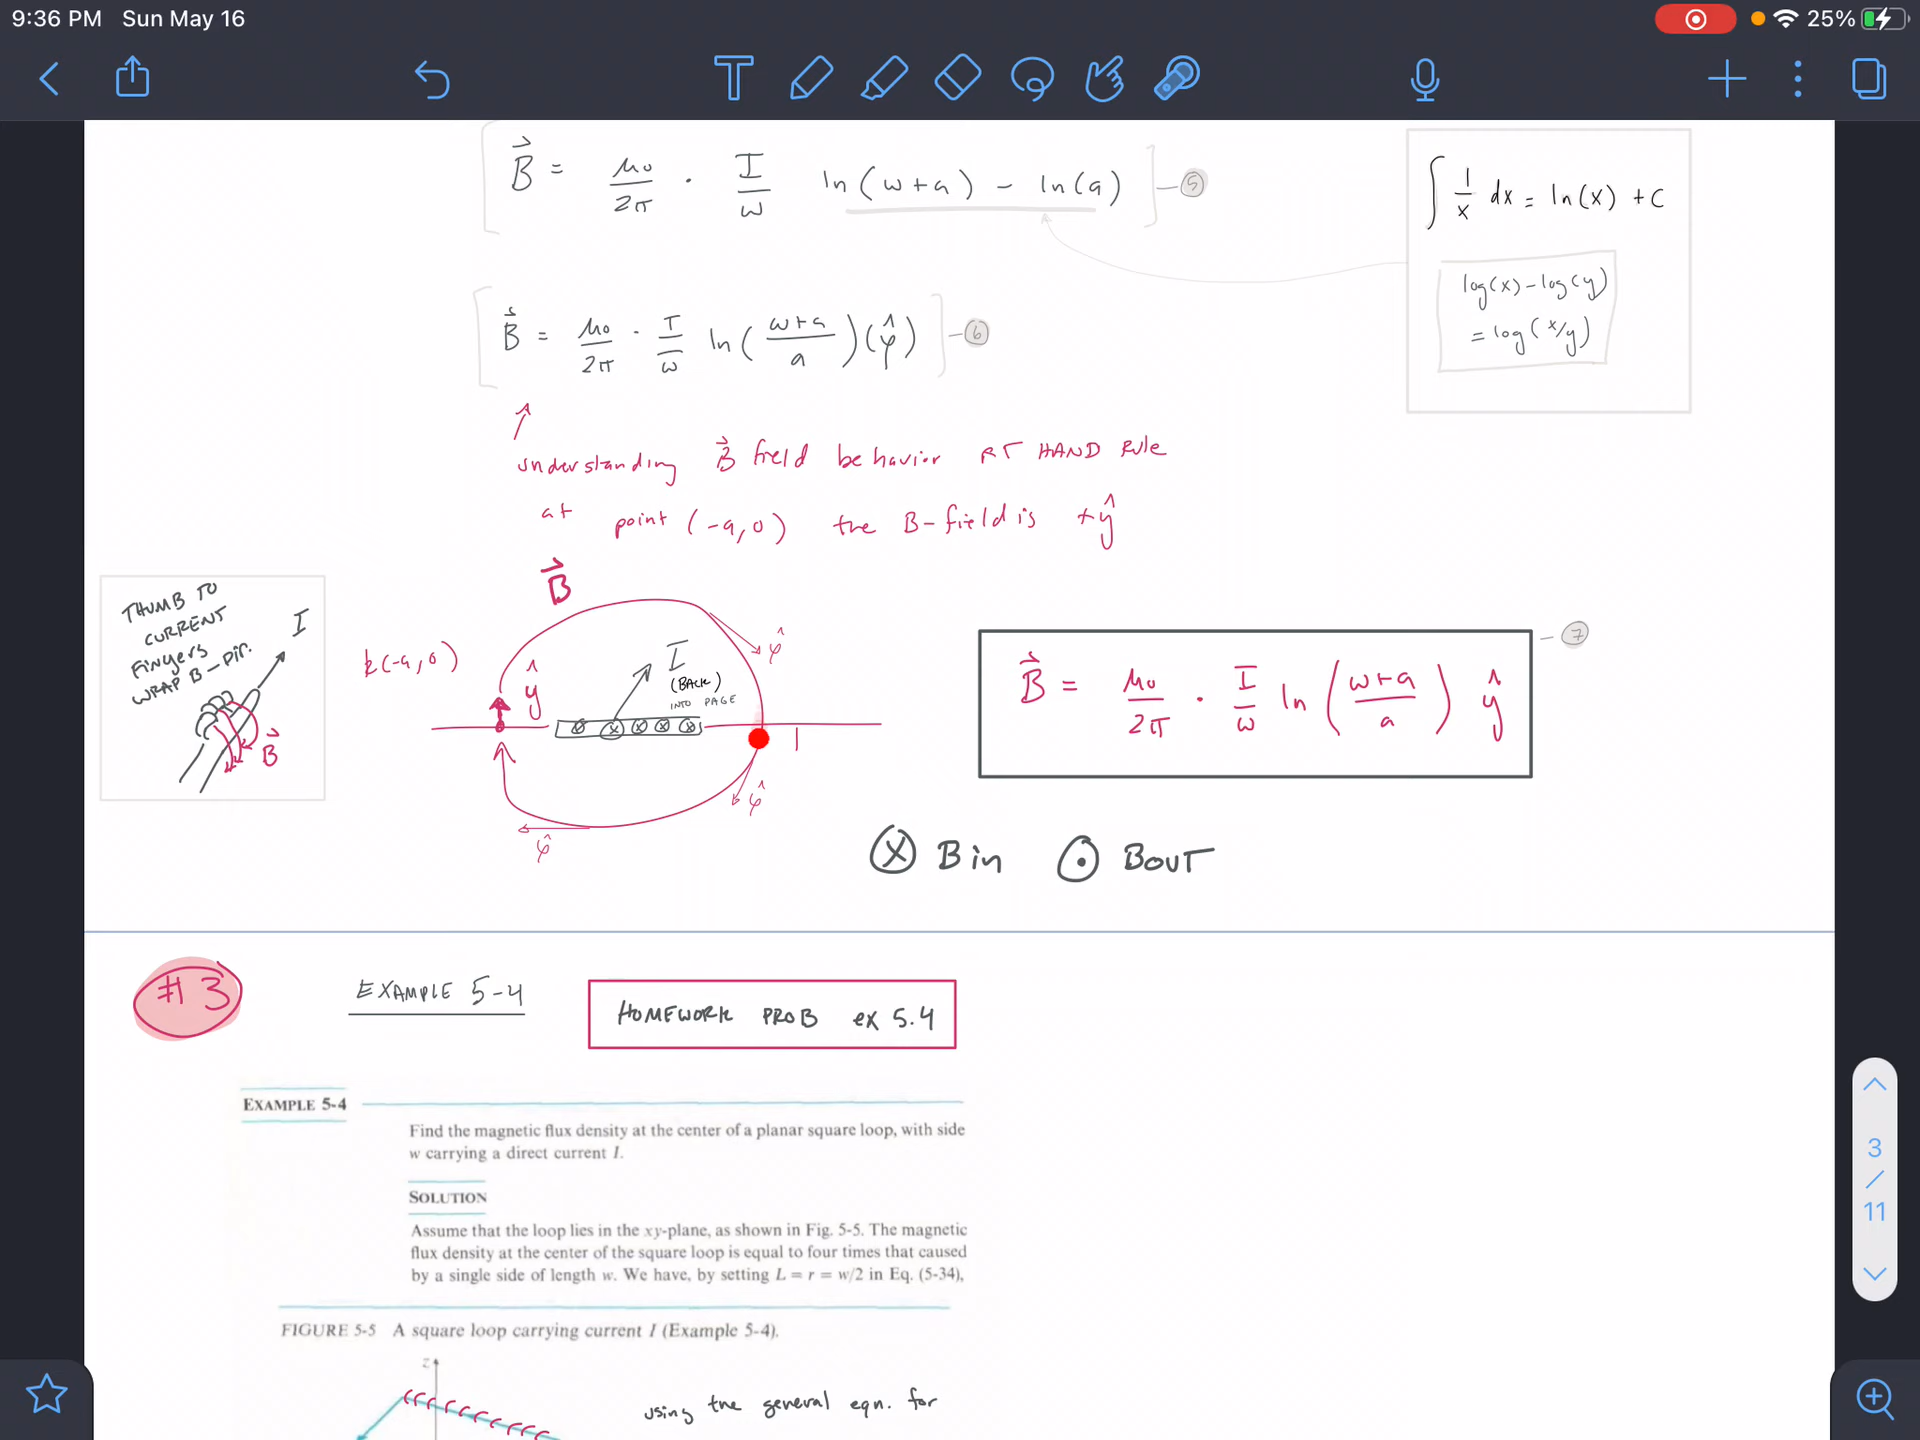 9:36 PM Sun May 16
25%
B⃗ = μ₀/2π · I/w ln(w+a) − ln(a) —⑤
∫ 1/x dx = ln(x) + C
log(x) − log(y)
= log(x/y)
B⃗ = μ₀/2π · I/w ln(w+a/a)(φ̂) —⑥
understanding B⃗ field behavior RT HAND RULE
at point (-a,0) the B-field is +ŷ
THUMB TO
CURRENT
FINGERS
WRAP B-DIR.
I
B⃗
B⃗
(-a,0)
ŷ
I
(BACK)
INTO PAGE
φ̂
φ̂
φ̂
B⃗ = μ₀/2π · I/w ln(w+a/a) ŷ —⑦
ⓧ Bin ⊙ BOUT
#3
EXAMPLE 5-4
HOMEWORK PROB ex 5.4
EXAMPLE 5-4
Find the magnetic flux density at the center of a planar square loop, with side
w carrying a direct current I.
SOLUTION
Assume that the loop lies in the xy-plane, as shown in Fig. 5-5. The magnetic
flux density at the center of the square loop is equal to four times that caused
by a single side of length w. We have, by setting L = r = w/2 in Eq. (5-34),
FIGURE 5-5 A square loop carrying current I (Example 5-4).
z
using the general eqn. for
3
/
11